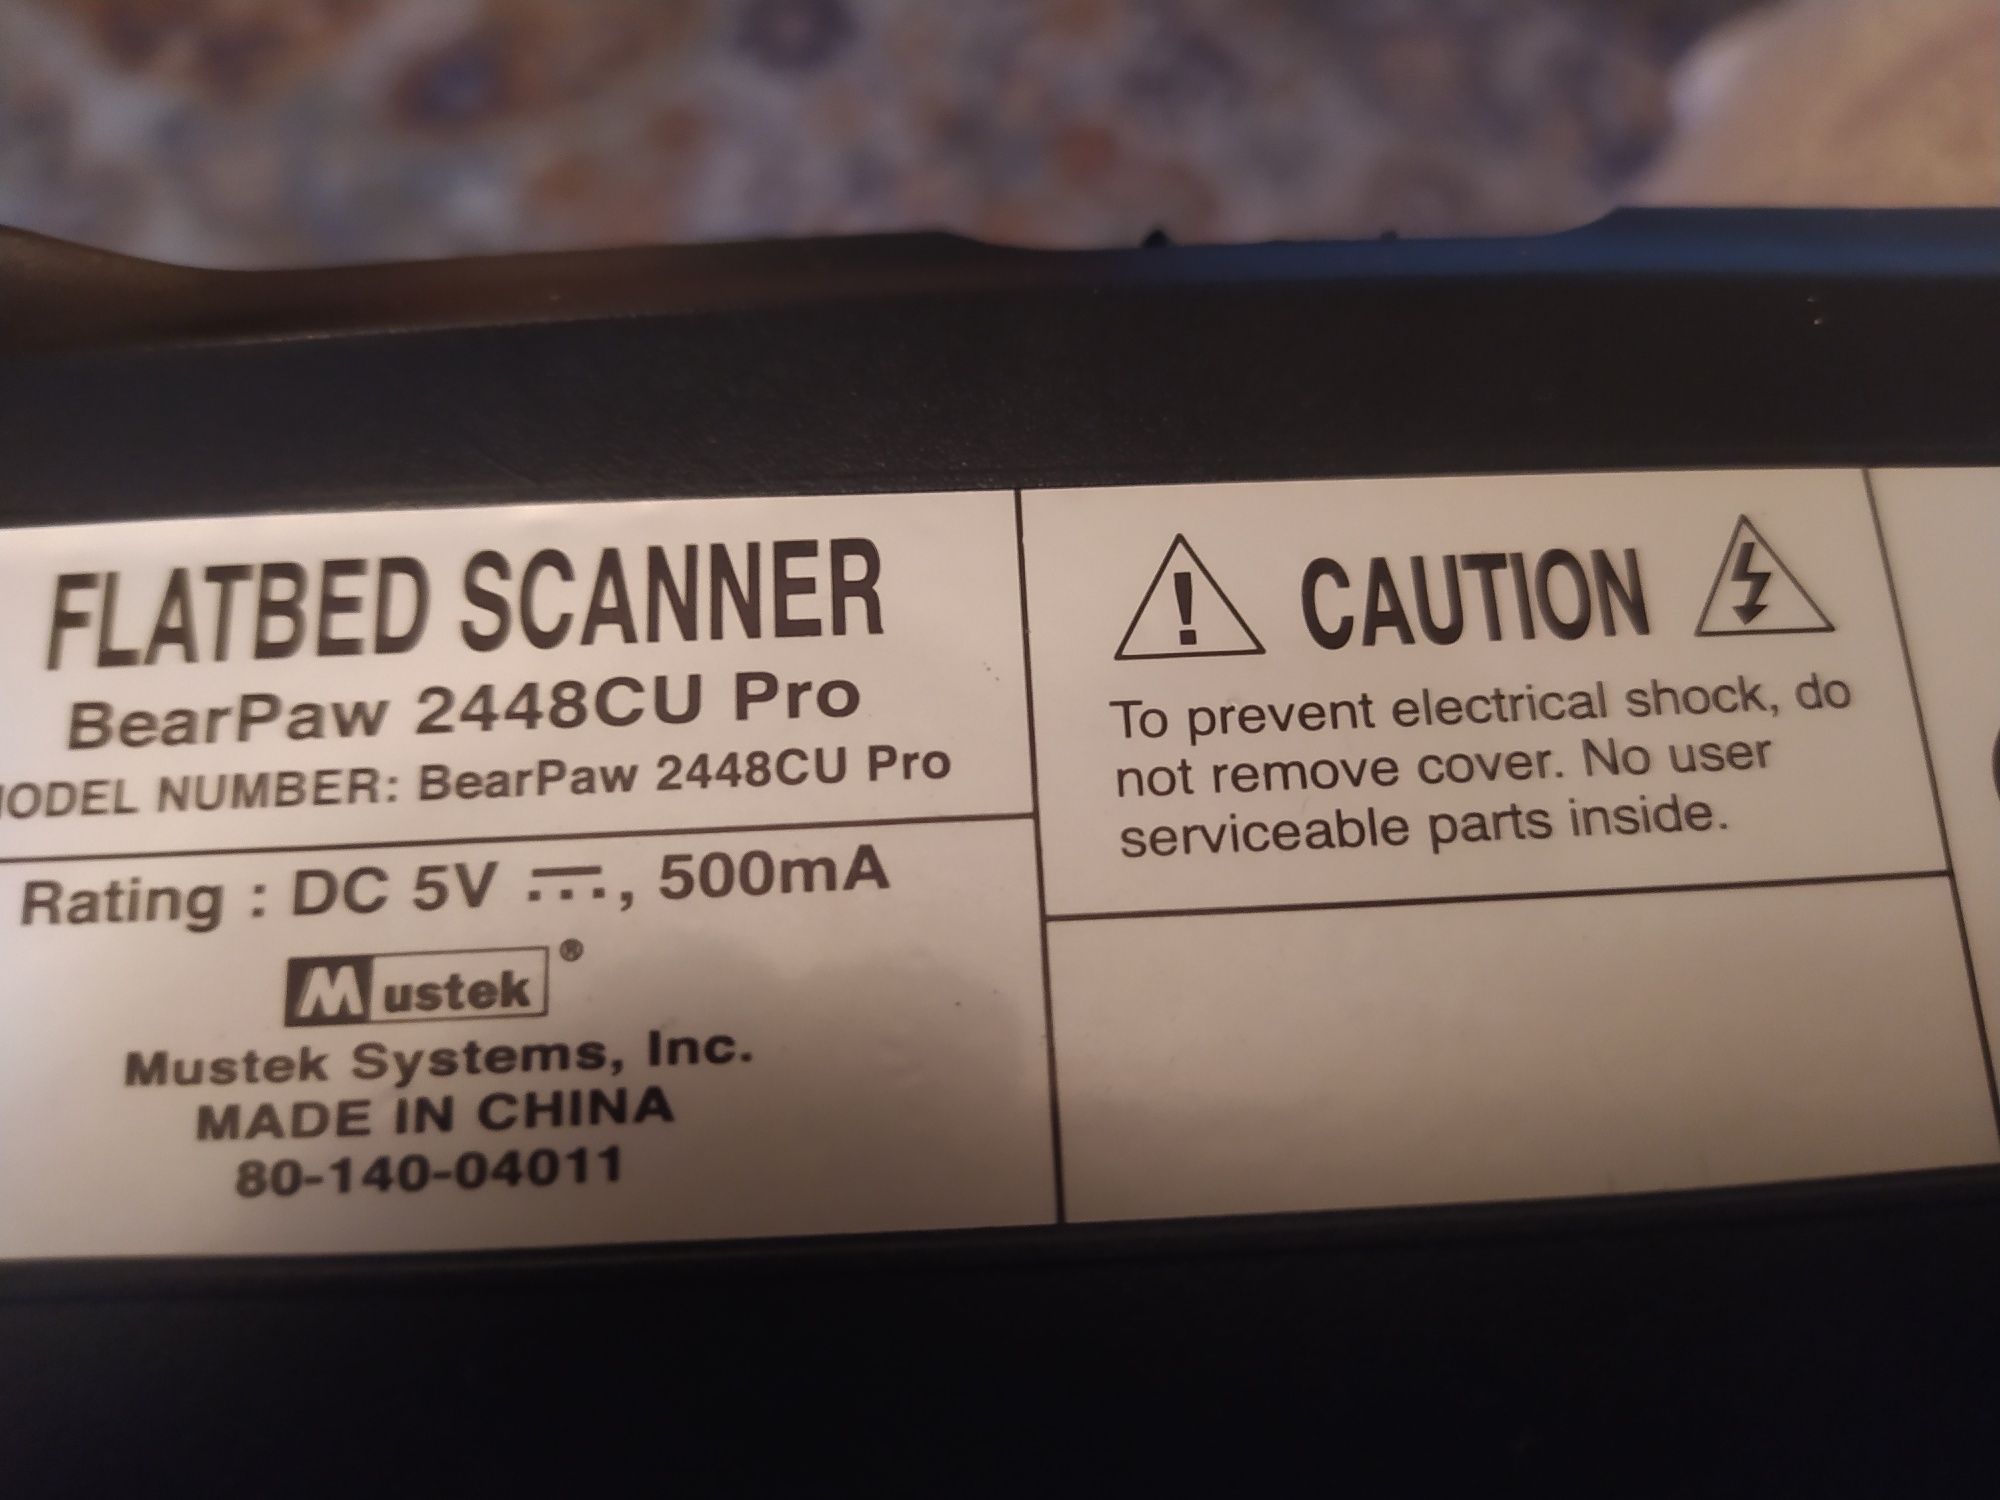 FLATBED SCANNER
BearPaw 2448CU Pro
MODEL NUMBER: BearPaw 2448CU Pro
Rating : DC 5V ⎓, 500mA
Mustek®
Mustek Systems, Inc.
MADE IN CHINA
80-140-04011
CAUTION
To prevent electrical shock, do
not remove cover. No user
serviceable parts inside.